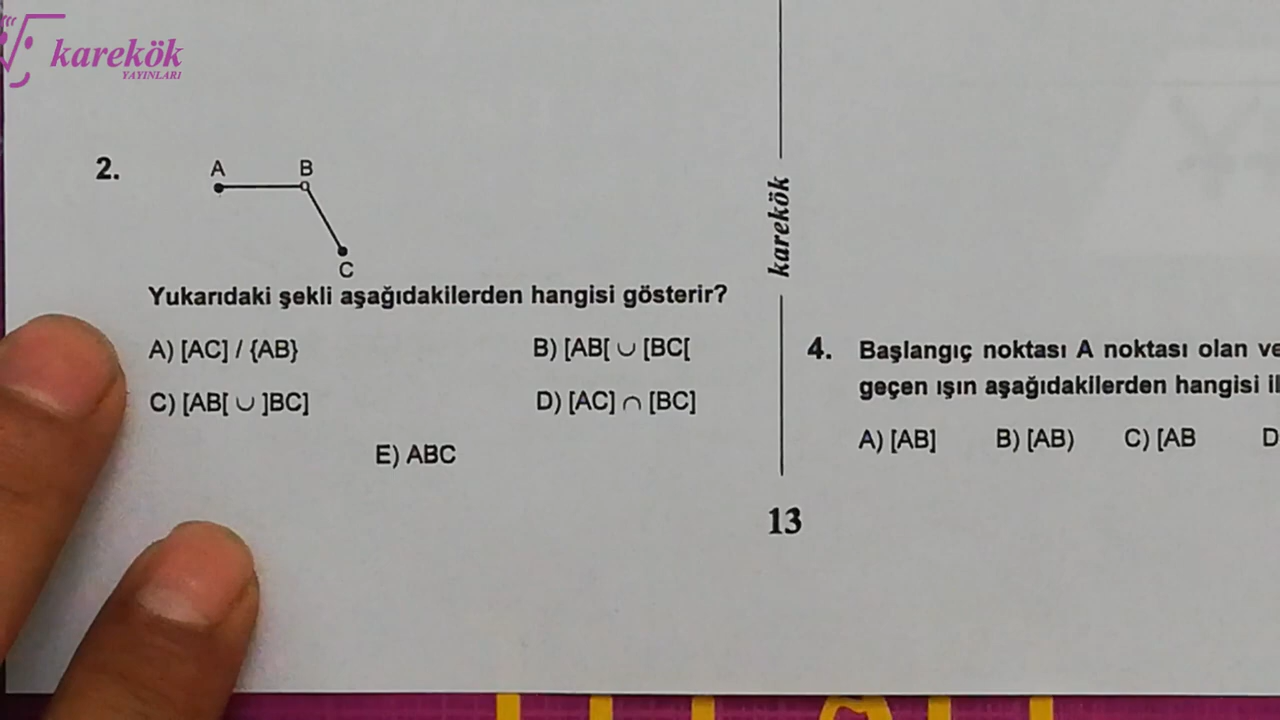 karekök
YAYINLARI
2.
A B
C
Yukarıdaki şekli aşağıdakilerden hangisi gösterir?
A) [AC] / {AB} B) [AB[ ∪ [BC[
C) [AB[ ∪ ]BC] D) [AC] ∩ [BC]
E) ABC
karekök
13
4. Başlangıç noktası A noktası olan ve
geçen ışın aşağıdakilerden hangisi
A) [AB] B) [AB) C) [AB D